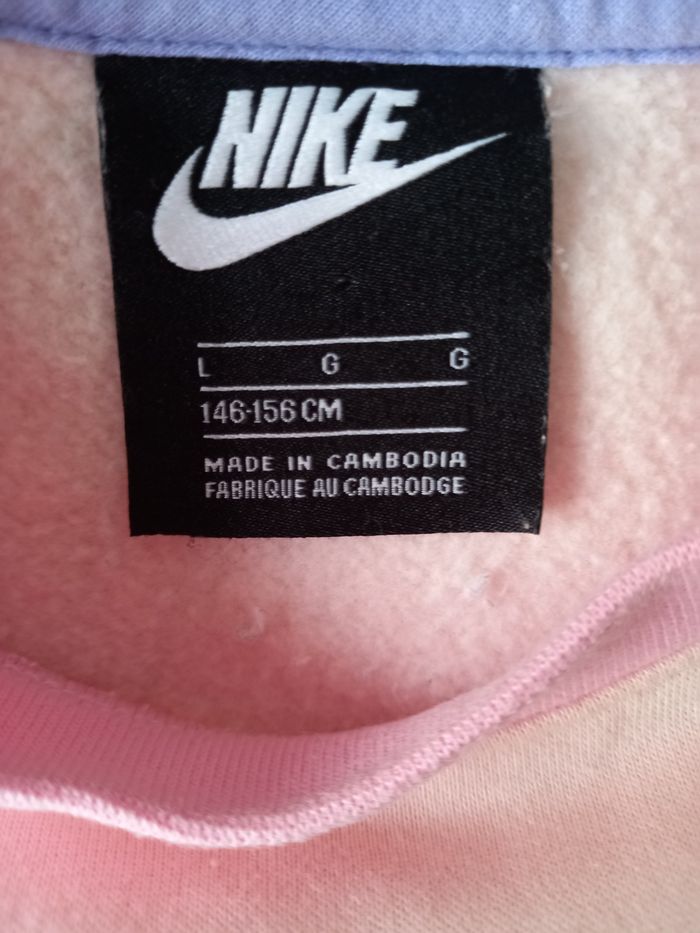 NIKE
L G G
146-156 CM
MADE IN CAMBODIA
FABRIQUE AU CAMBODGE